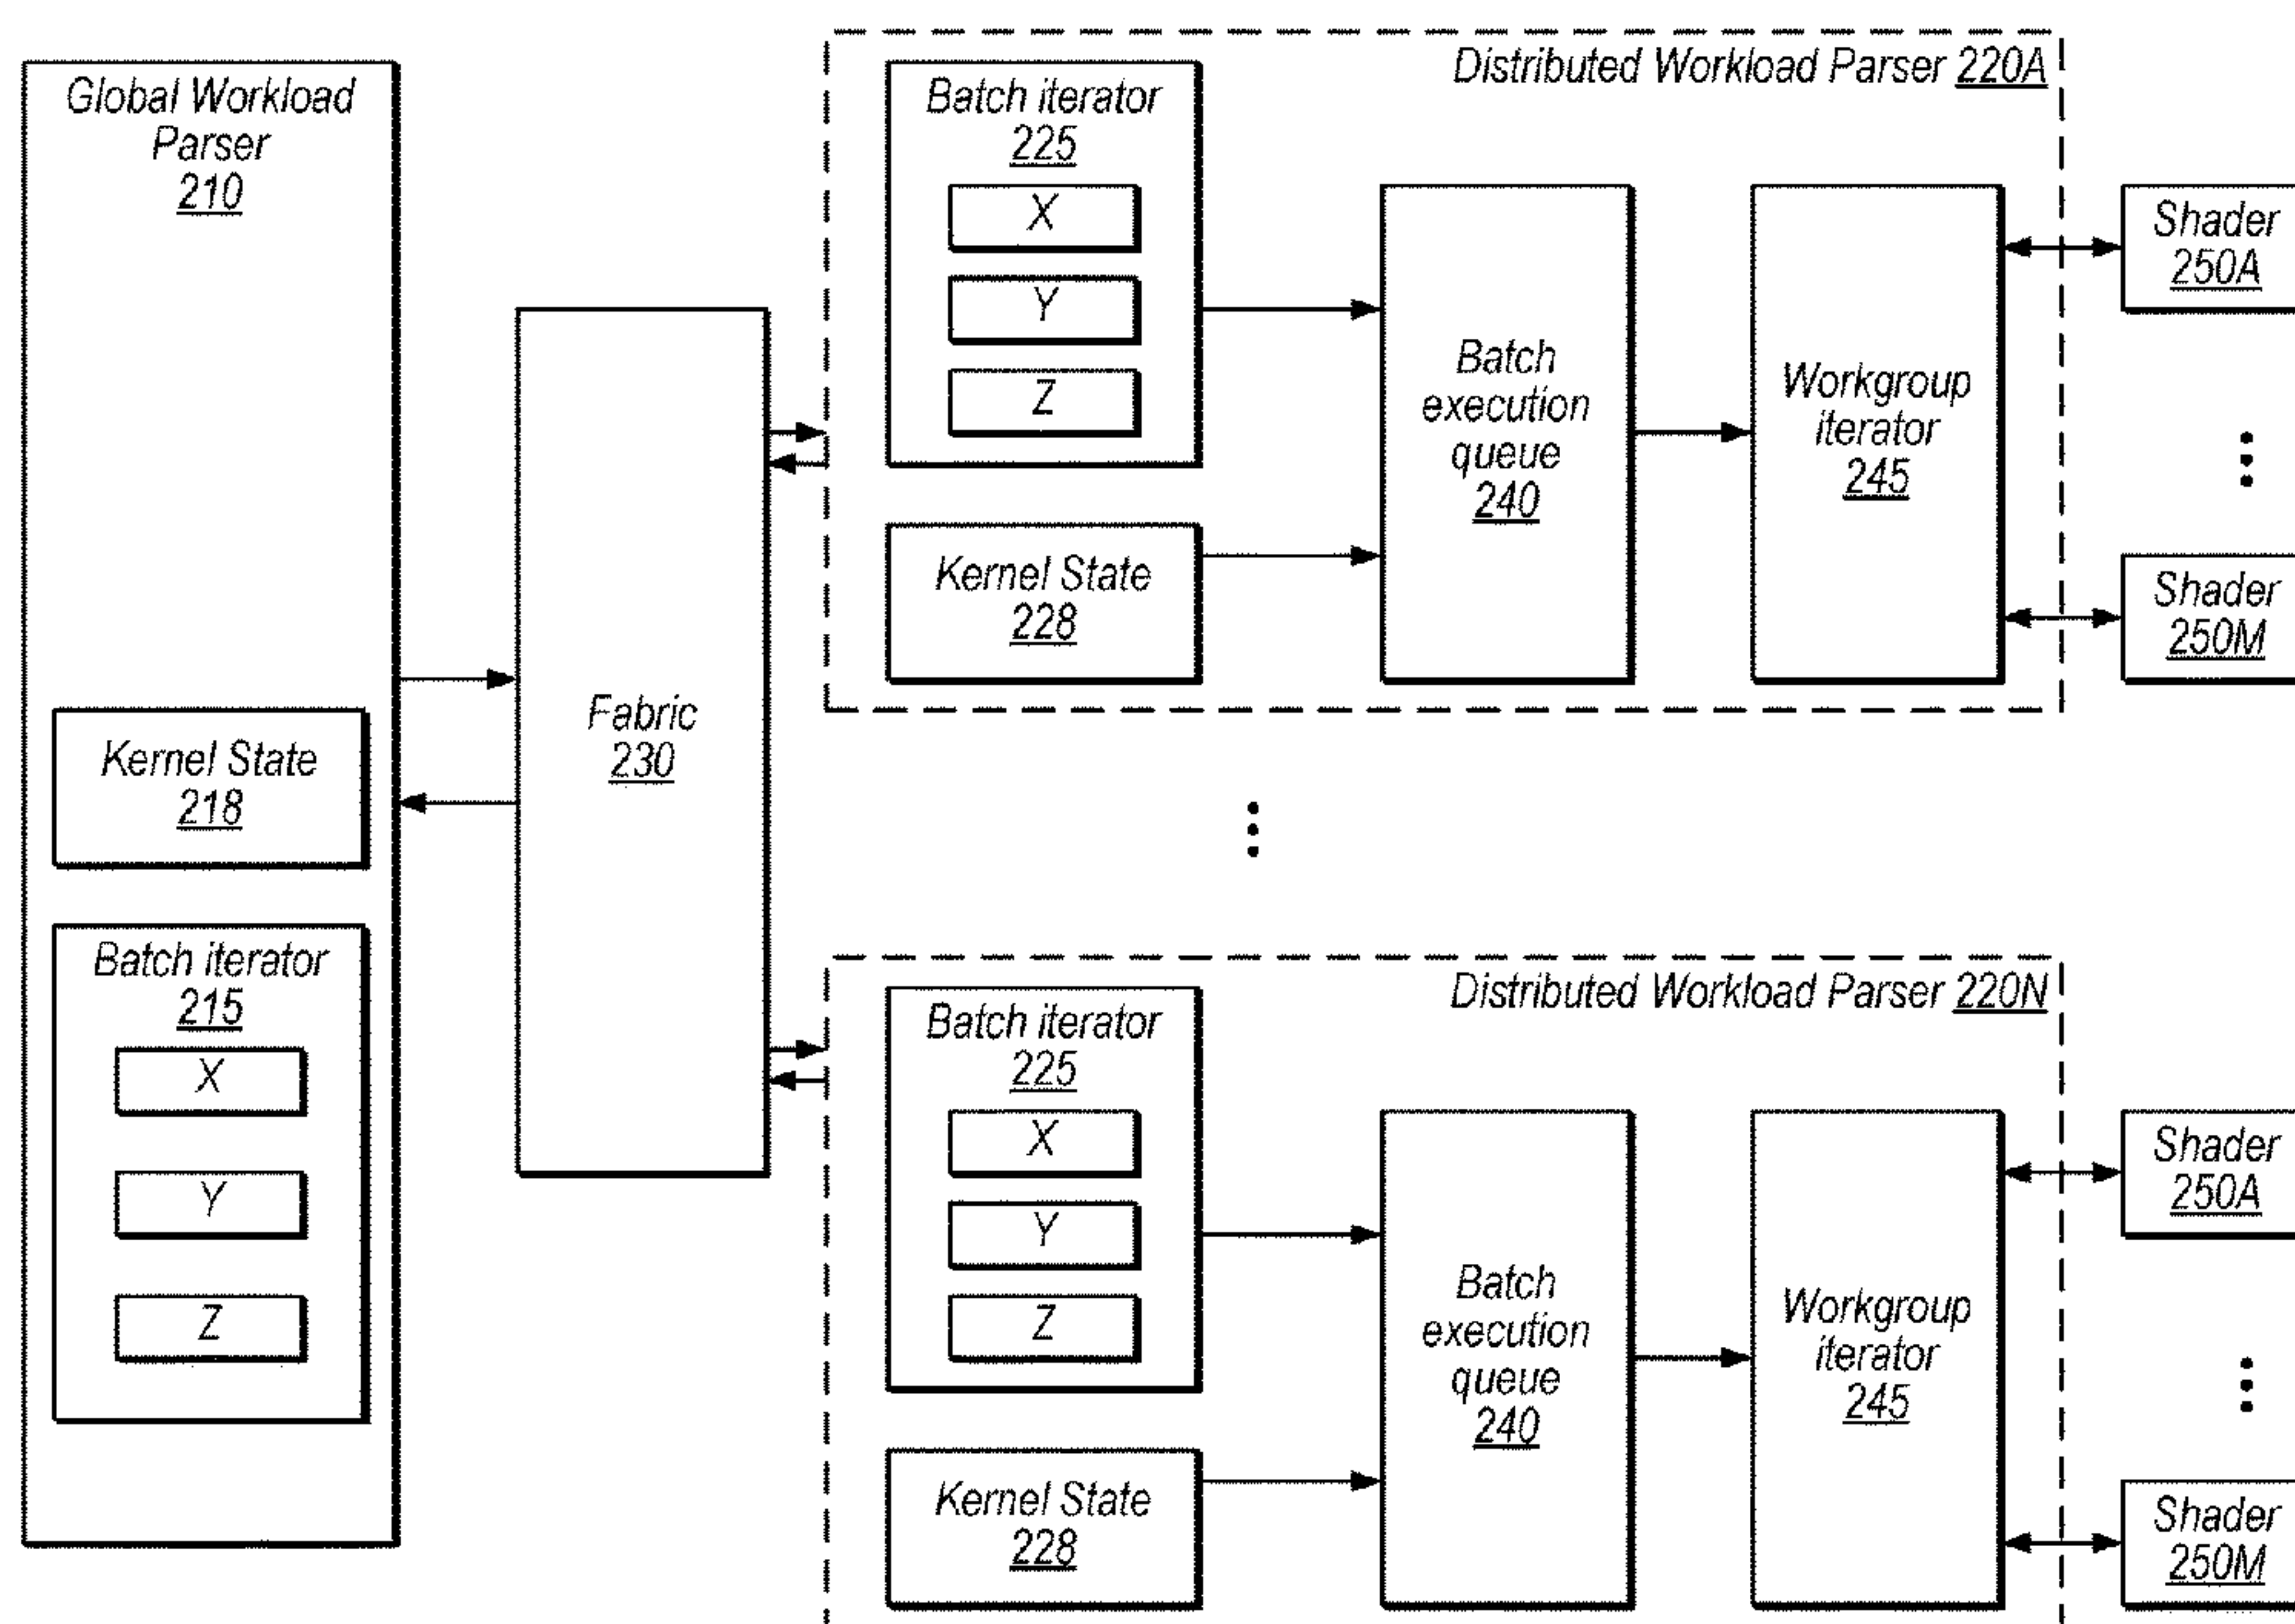 Global Workload
Parser
210
Kernel State
218
Batch iterator
215
X
Y
Z
Fabric
230
Distributed Workload Parser 220A
Batch iterator
225
X
Y
Z
Kernel State
228
Batch
execution
queue
240
Workgroup
iterator
245
Shader
250A
Shader
250M
Distributed Workload Parser 220N
Batch iterator
225
X
Y
Z
Kernel State
228
Batch
execution
queue
240
Workgroup
iterator
245
Shader
250A
Shader
250M